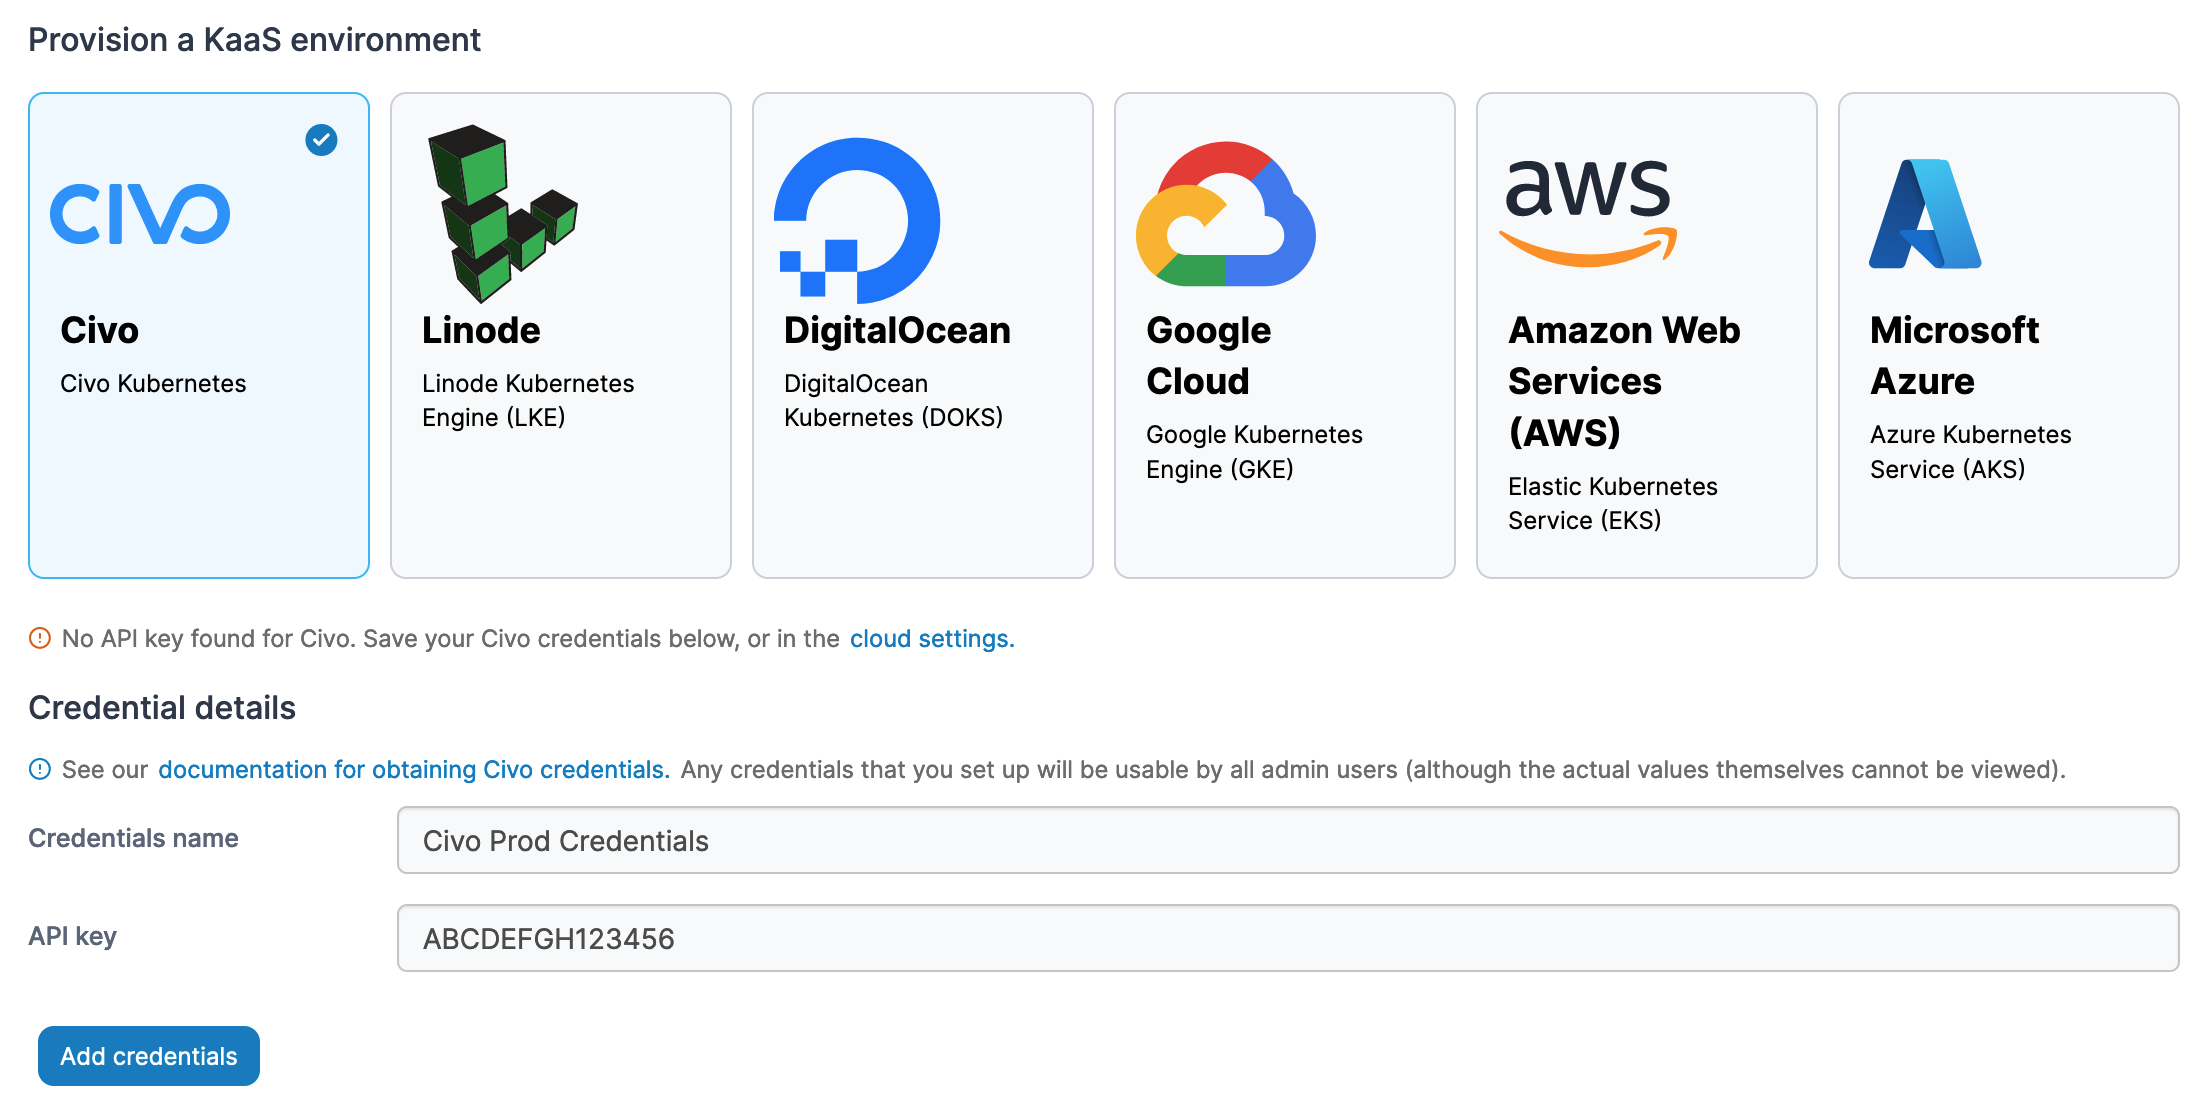 Provision a KaaS environment
CIVO
Civo
Civo Kubernetes
Linode
Linode Kubernetes
Engine (LKE)
DigitalOcean
DigitalOcean
Kubernetes (DOKS)
Google
Cloud
Google Kubernetes
Engine (GKE)
aws
Amazon Web
Services
(AWS)
Elastic Kubernetes
Service (EKS)
Microsoft
Azure
Azure Kubernetes
Service (AKS)
No API key found for Civo. Save your Civo credentials below, or in the cloud settings.
Credential details
See our documentation for obtaining Civo credentials. Any credentials that you set up will be usable by all admin users (although the actual values themselves cannot be viewed).
Credentials name
Civo Prod Credentials
API key
ABCDEFGH123456
Add credentials